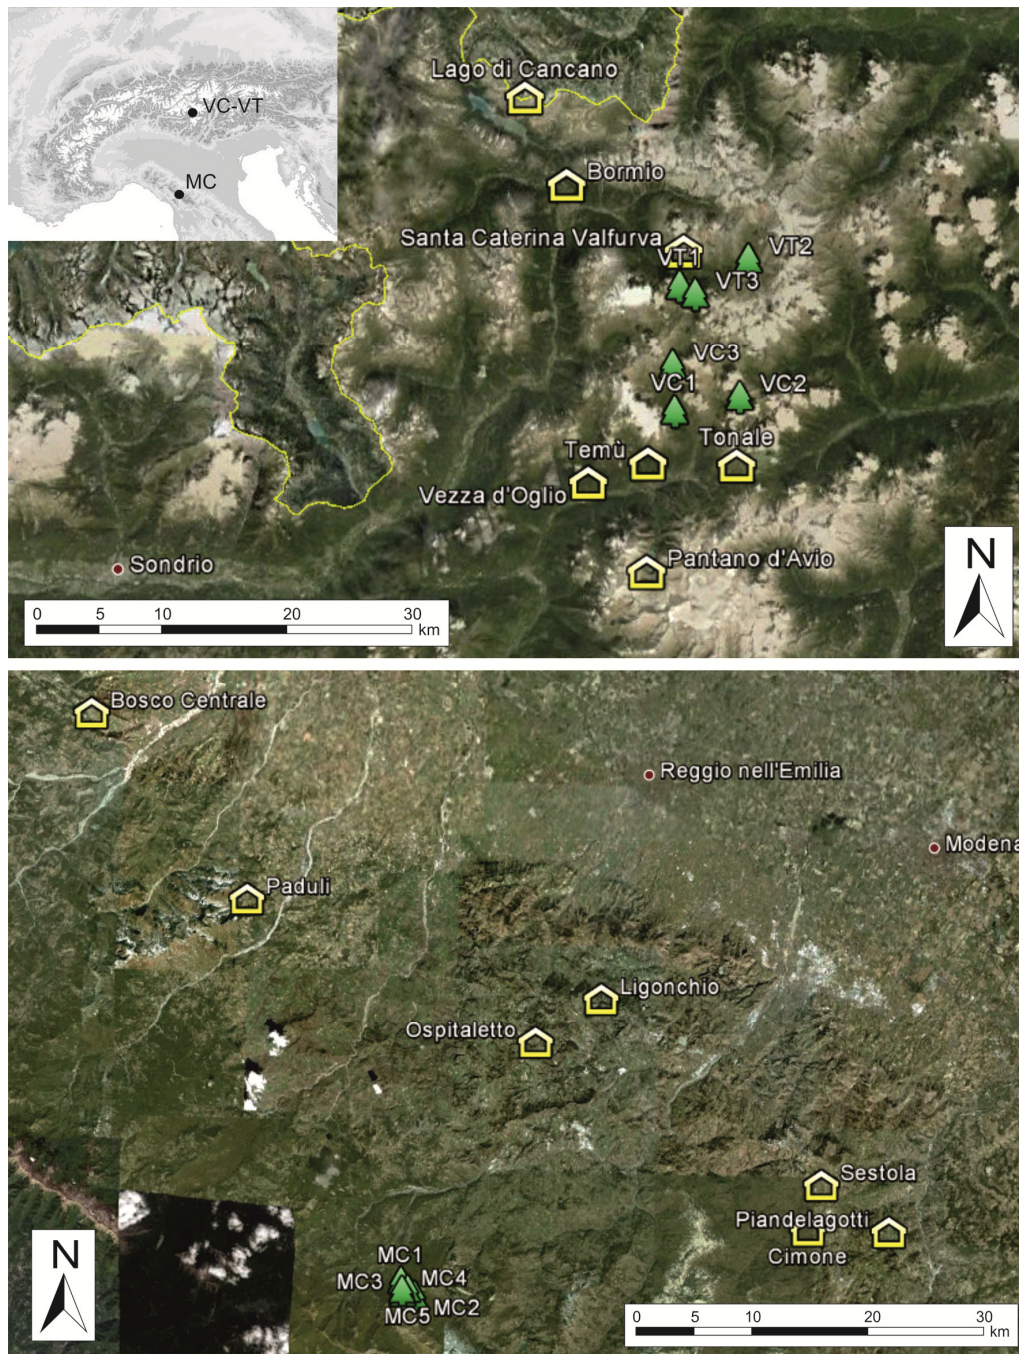 VC-VT
MC
Lago di Cancano
Bormio
Santa Caterina Valfurva
VT2
VT1
VT3
VC3
VC1
VC2
Temù
Tonale
Vezza d'Oglio
Pantano d'Avio
Sondrio
N
0 5 10 20 30
km
Bosco Centrale
Reggio nell'Emilia
Modena
Paduli
Ligonchio
Ospitaletto
Sestola
Piandelagotti
Cimone
N
MC1
MC3
MC4
MC2
MC5
0 5 10 20 30
km